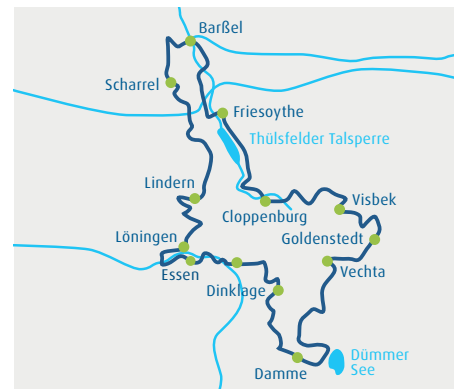 Barßel
Scharrel
Friesoythe
Thülsfelder Talsperre
Lindern
Cloppenburg
Visbek
Löningen
Goldenstedt
Essen
Vechta
Dinklage
Dümmer
See
Damme